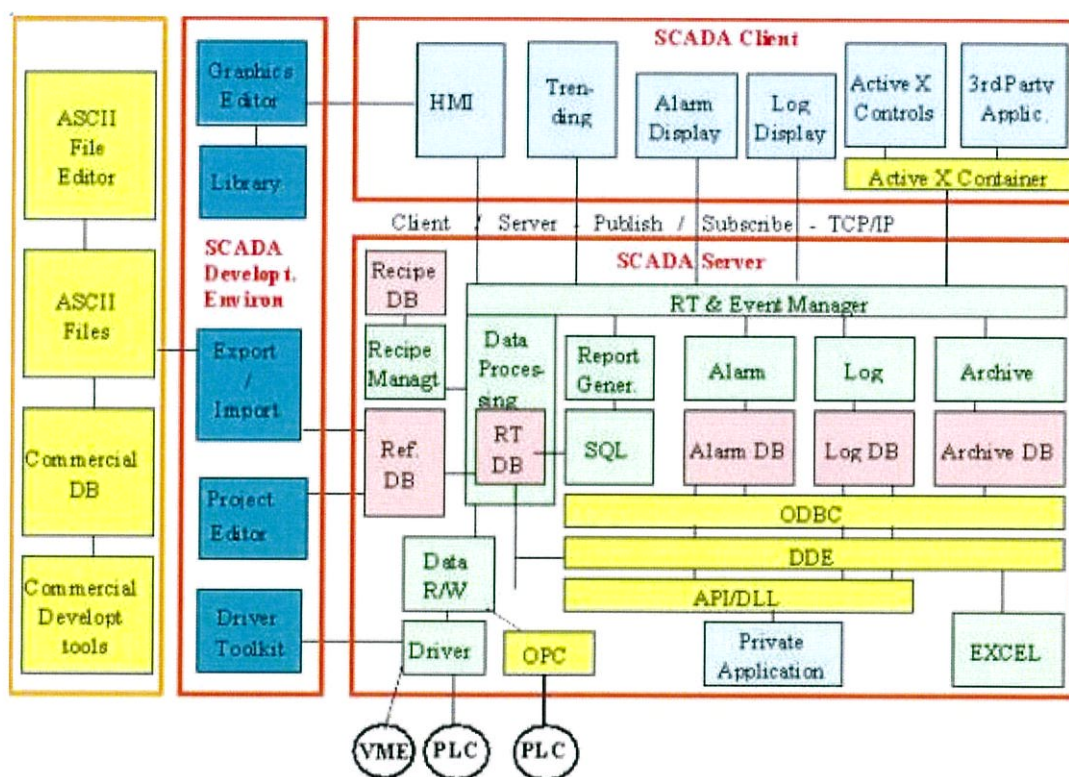 ASCII
File
Editor
ASCII
Files
Commercial
DB
Commercial
Developt
tools
Graphics
Editor
Library
SCADA
Developt.
Environ
Export
/
Import
Project
Editor
Driver
Toolkit
SCADA Client
HMI
Tren-
ding
Alarm
Display
Log
Display
Active X
Controls
3rd Party
Applic.
Active X Container
Client / Server - Publish / Subscribe - TCP/IP
SCADA Server
Recipe
DB
RT & Event Manager
Recipe
Managt
Data
Proces-
sing
Report
Gener.
Alarm
Log
Archive
Ref.
DB
RT
DB
SQL
Alarm DB
Log DB
Archive DB
ODBC
Data
R/W
DDE
API/DLL
Driver
OPC
Private
Application
EXCEL
VME
PLC
PLC